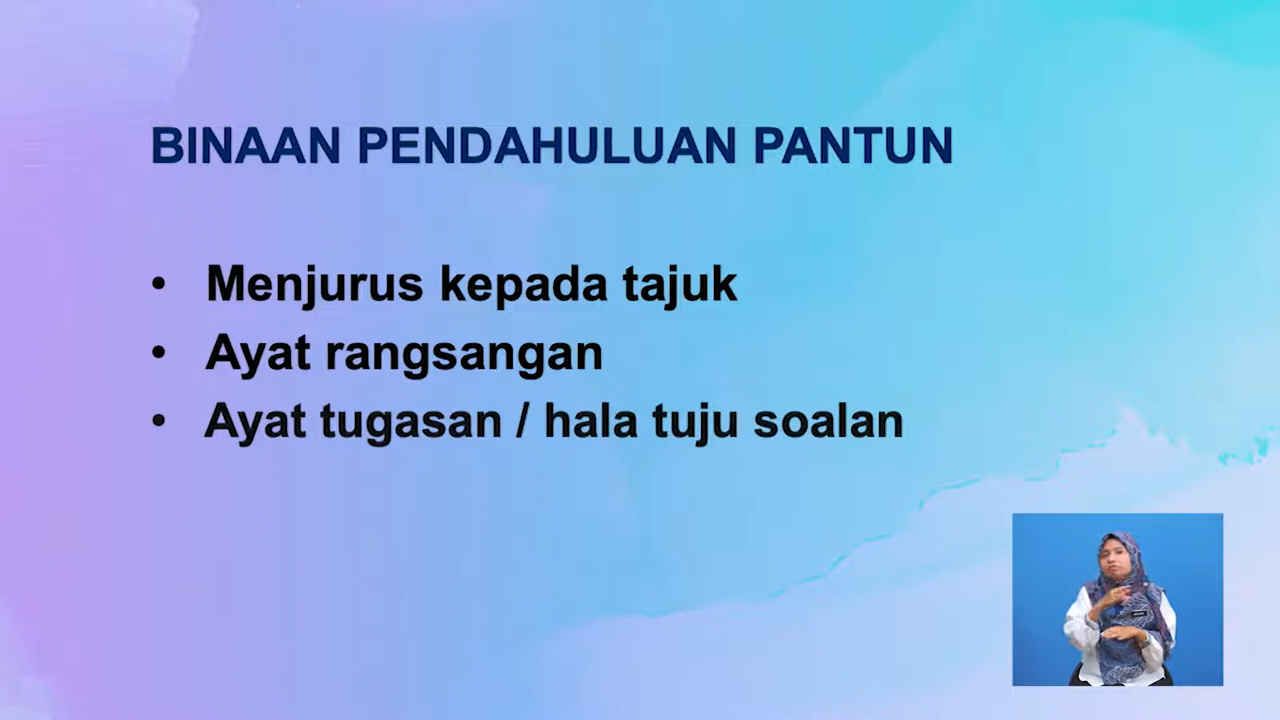 BINAAN PENDAHULUAN PANTUN
• Menjurus kepada tajuk
• Ayat rangsangan
• Ayat tugasan / hala tuju soalan